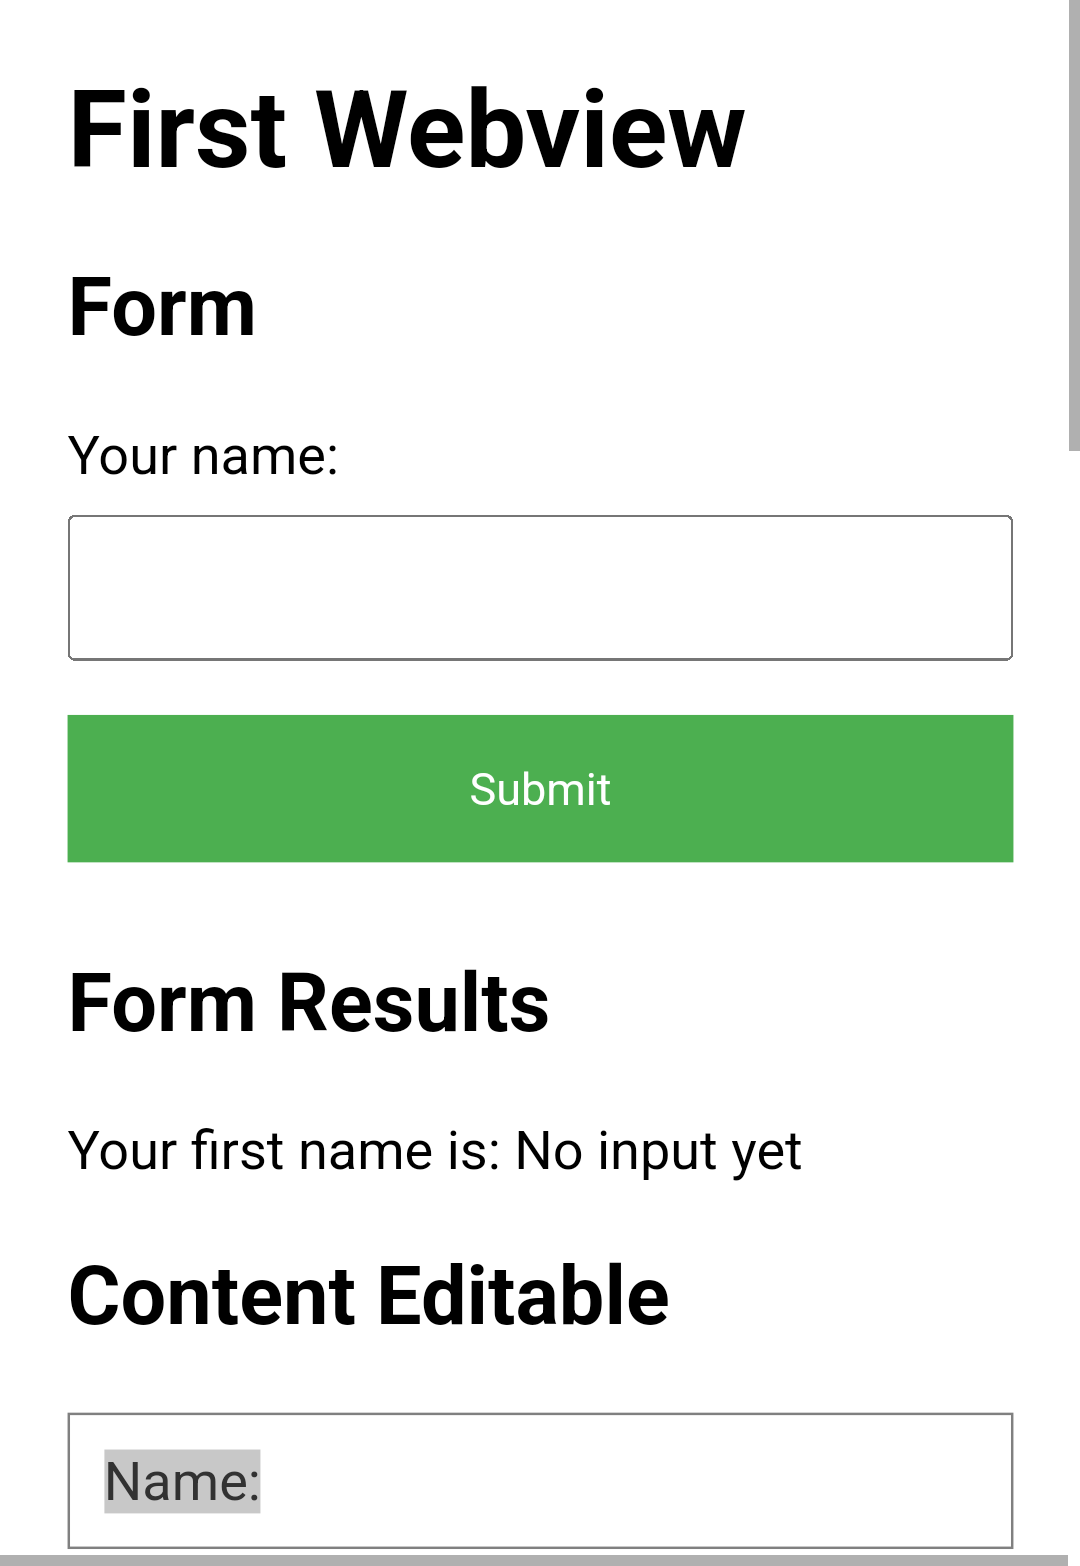 First Webview
Form
Your name:
Submit
Form Results
Your first name is: No input yet
Content Editable
Name: